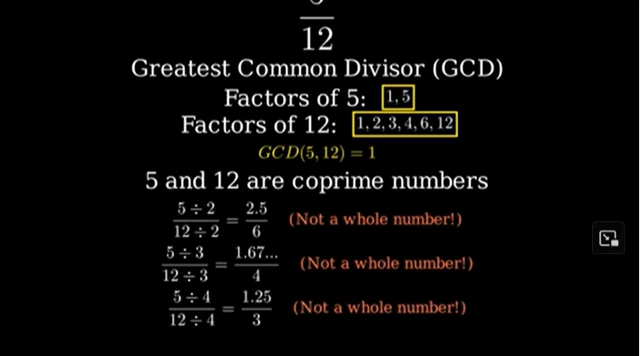 12
Greatest Common Divisor (GCD)
Factors of 5: 1, 5
Factors of 12: 1, 2, 3, 4, 6, 12
GCD(5, 12) = 1
5 and 12 are coprime numbers
5 ÷ 2 / 12 ÷ 2 = 2.5 / 6 (Not a whole number!)
5 ÷ 3 / 12 ÷ 3 = 1.67... / 4 (Not a whole number!)
5 ÷ 4 / 12 ÷ 4 = 1.25 / 3 (Not a whole number!)